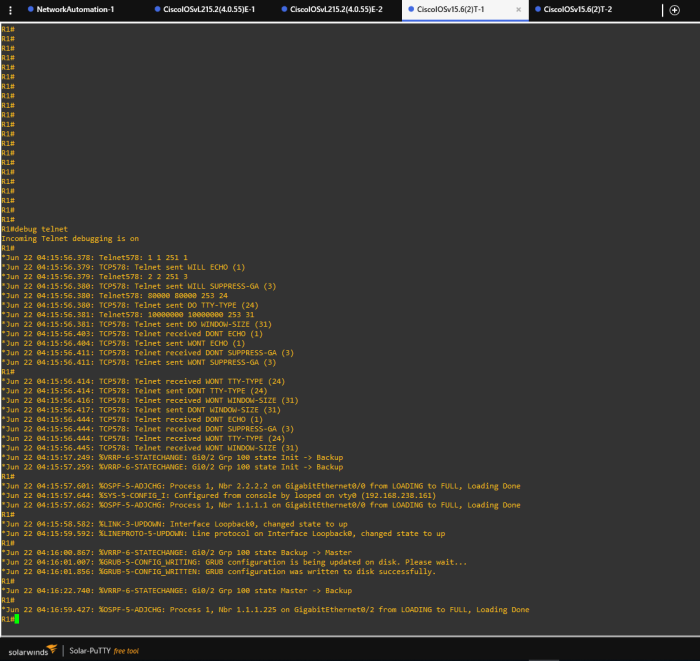 NetworkAutomation-1
CiscoIOSvL215.2(4.0.55)E-1
CiscoIOSvL215.2(4.0.55)E-2
CiscoIOSv15.6(2)T-1
CiscoIOSv15.6(2)T-2
R1#
R1#
R1#
R1#
R1#
R1#
R1#
R1#
R1#
R1#
R1#
R1#
R1#
R1#
R1#debug telnet
Incoming Telnet debugging is on
R1#
*Jun 22 04:15:56.378: Telnet578: 1 1 251 1
*Jun 22 04:15:56.379: TCP578: Telnet sent WILL ECHO (1)
*Jun 22 04:15:56.379: Telnet578: 2 2 251 3
*Jun 22 04:15:56.380: TCP578: Telnet sent WILL SUPPRESS-GA (3)
*Jun 22 04:15:56.380: Telnet578: 80000 80000 253 24
*Jun 22 04:15:56.380: TCP578: Telnet sent DO TTY-TYPE (24)
*Jun 22 04:15:56.381: Telnet578: 10000000 10000000 253 31
*Jun 22 04:15:56.381: TCP578: Telnet sent DO WINDOW-SIZE (31)
*Jun 22 04:15:56.403: TCP578: Telnet received DONT ECHO (1)
*Jun 22 04:15:56.404: TCP578: Telnet sent WONT ECHO (1)
*Jun 22 04:15:56.411: TCP578: Telnet received DONT SUPPRESS-GA (3)
*Jun 22 04:15:56.411: TCP578: Telnet sent WONT SUPPRESS-GA (3)
R1#
*Jun 22 04:15:56.414: TCP578: Telnet received WONT TTY-TYPE (24)
*Jun 22 04:15:56.414: TCP578: Telnet sent DONT TTY-TYPE (24)
*Jun 22 04:15:56.416: TCP578: Telnet received WONT WINDOW-SIZE (31)
*Jun 22 04:15:56.417: TCP578: Telnet sent DONT WINDOW-SIZE (31)
*Jun 22 04:15:56.444: TCP578: Telnet received DONT ECHO (1)
*Jun 22 04:15:56.444: TCP578: Telnet received DONT SUPPRESS-GA (3)
*Jun 22 04:15:56.444: TCP578: Telnet received WONT TTY-TYPE (24)
*Jun 22 04:15:56.445: TCP578: Telnet received WONT WINDOW-SIZE (31)
*Jun 22 04:15:57.249: %VRRP-6-STATECHANGE: Gi0/2 Grp 100 state Init -> Backup
*Jun 22 04:15:57.259: %VRRP-6-STATECHANGE: Gi0/2 Grp 100 state Init -> Backup
R1#
*Jun 22 04:15:57.601: %OSPF-5-ADJCHG: Process 1, Nbr 2.2.2.2 on GigabitEthernet0/0 from LOADING to FULL, Loading Done
*Jun 22 04:15:57.644: %SYS-5-CONFIG_I: Configured from console by looped on vty0 (192.168.238.161)
*Jun 22 04:15:57.662: %OSPF-5-ADJCHG: Process 1, Nbr 1.1.1.1 on GigabitEthernet0/0 from LOADING to FULL, Loading Done
R1#
*Jun 22 04:15:58.582: %LINK-3-UPDOWN: Interface Loopback0, changed state to up
*Jun 22 04:15:59.592: %LINEPROTO-5-UPDOWN: Line protocol on Interface Loopback0, changed state to up
R1#
*Jun 22 04:16:00.867: %VRRP-6-STATECHANGE: Gi0/2 Grp 100 state Backup -> Master
*Jun 22 04:16:01.007: %GRUB-5-CONFIG_WRITING: GRUB configuration is being updated on disk. Please wait...
*Jun 22 04:16:01.856: %GRUB-5-CONFIG_WRITTEN: GRUB configuration was written to disk successfully.
R1#
*Jun 22 04:16:22.740: %VRRP-6-STATECHANGE: Gi0/2 Grp 100 state Master -> Backup
R1#
*Jun 22 04:16:59.427: %OSPF-5-ADJCHG: Process 1, Nbr 1.1.1.225 on GigabitEthernet0/2 from LOADING to FULL, Loading Done
R1#
solarwinds Solar-PuTTY free tool